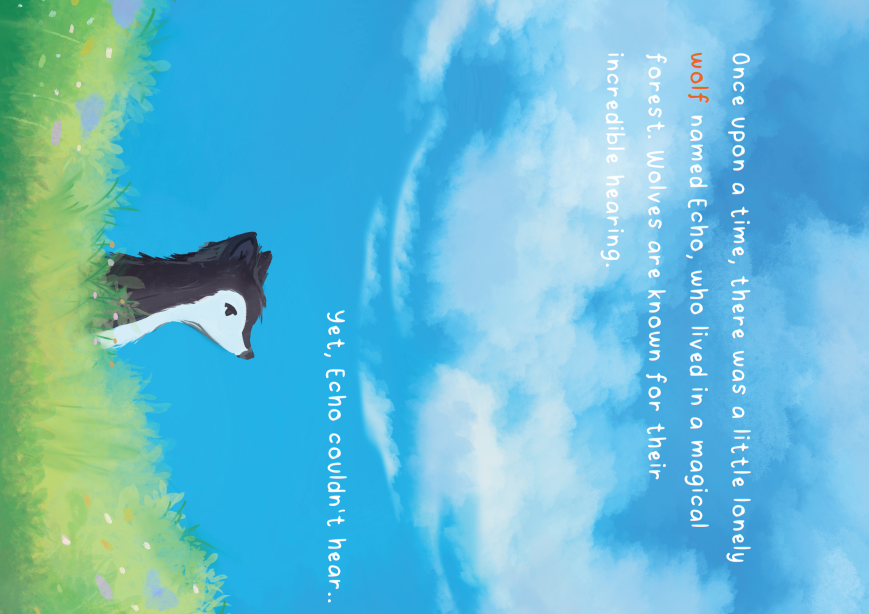 Once upon a time, there was a little lonely
wolf named Echo, who lived in a magical
forest. Wolves are known for their
incredible hearing.
Yet, Echo couldn't hear..